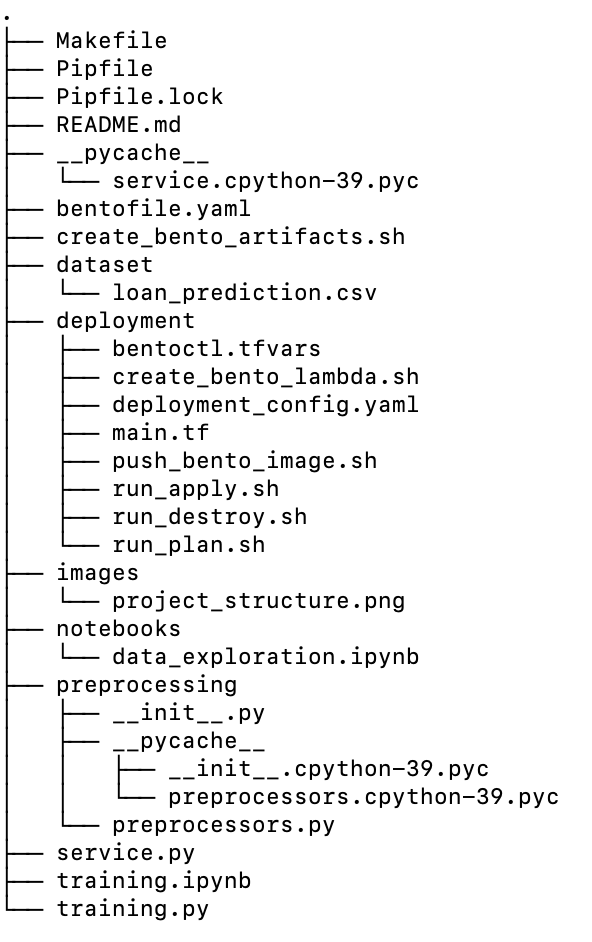 .
├── Makefile
├── Pipfile
├── Pipfile.lock
├── README.md
├── __pycache__
│   └── service.cpython-39.pyc
├── bentofile.yaml
├── create_bento_artifacts.sh
├── dataset
│   └── loan_prediction.csv
├── deployment
│   ├── bentoctl.tfvars
│   ├── create_bento_lambda.sh
│   ├── deployment_config.yaml
│   ├── main.tf
│   ├── push_bento_image.sh
│   ├── run_apply.sh
│   ├── run_destroy.sh
│   └── run_plan.sh
├── images
│   └── project_structure.png
├── notebooks
│   └── data_exploration.ipynb
├── preprocessing
│   ├── __init__.py
│   ├── __pycache__
│   │   ├── __init__.cpython-39.pyc
│   │   └── preprocessors.cpython-39.pyc
│   └── preprocessors.py
├── service.py
├── training.ipynb
└── training.py